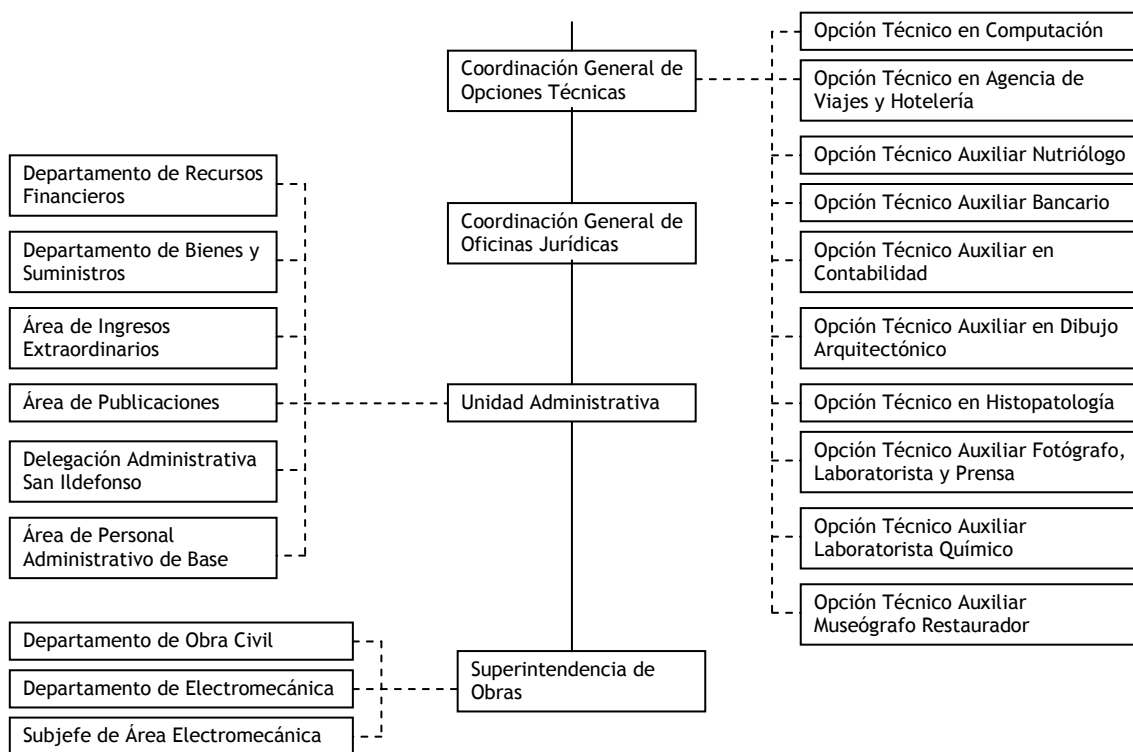 Coordinación General de
Opciones Técnicas
Opción Técnico en Computación
Opción Técnico en Agencia de
Viajes y Hotelería
Opción Técnico Auxiliar Nutriólogo
Opción Técnico Auxiliar Bancario
Opción Técnico Auxiliar en
Contabilidad
Opción Técnico Auxiliar en Dibujo
Arquitectónico
Opción Técnico en Histopatología
Opción Técnico Auxiliar Fotógrafo,
Laboratorista y Prensa
Opción Técnico Auxiliar
Laboratorista Químico
Opción Técnico Auxiliar
Museógrafo Restaurador
Coordinación General de
Oficinas Jurídicas
Departamento de Recursos
Financieros
Departamento de Bienes y
Suministros
Área de Ingresos
Extraordinarios
Área de Publicaciones
Delegación Administrativa
San Ildefonso
Área de Personal
Administrativo de Base
Unidad Administrativa
Departamento de Obra Civil
Departamento de Electromecánica
Subjefe de Área Electromecánica
Superintendencia de
Obras